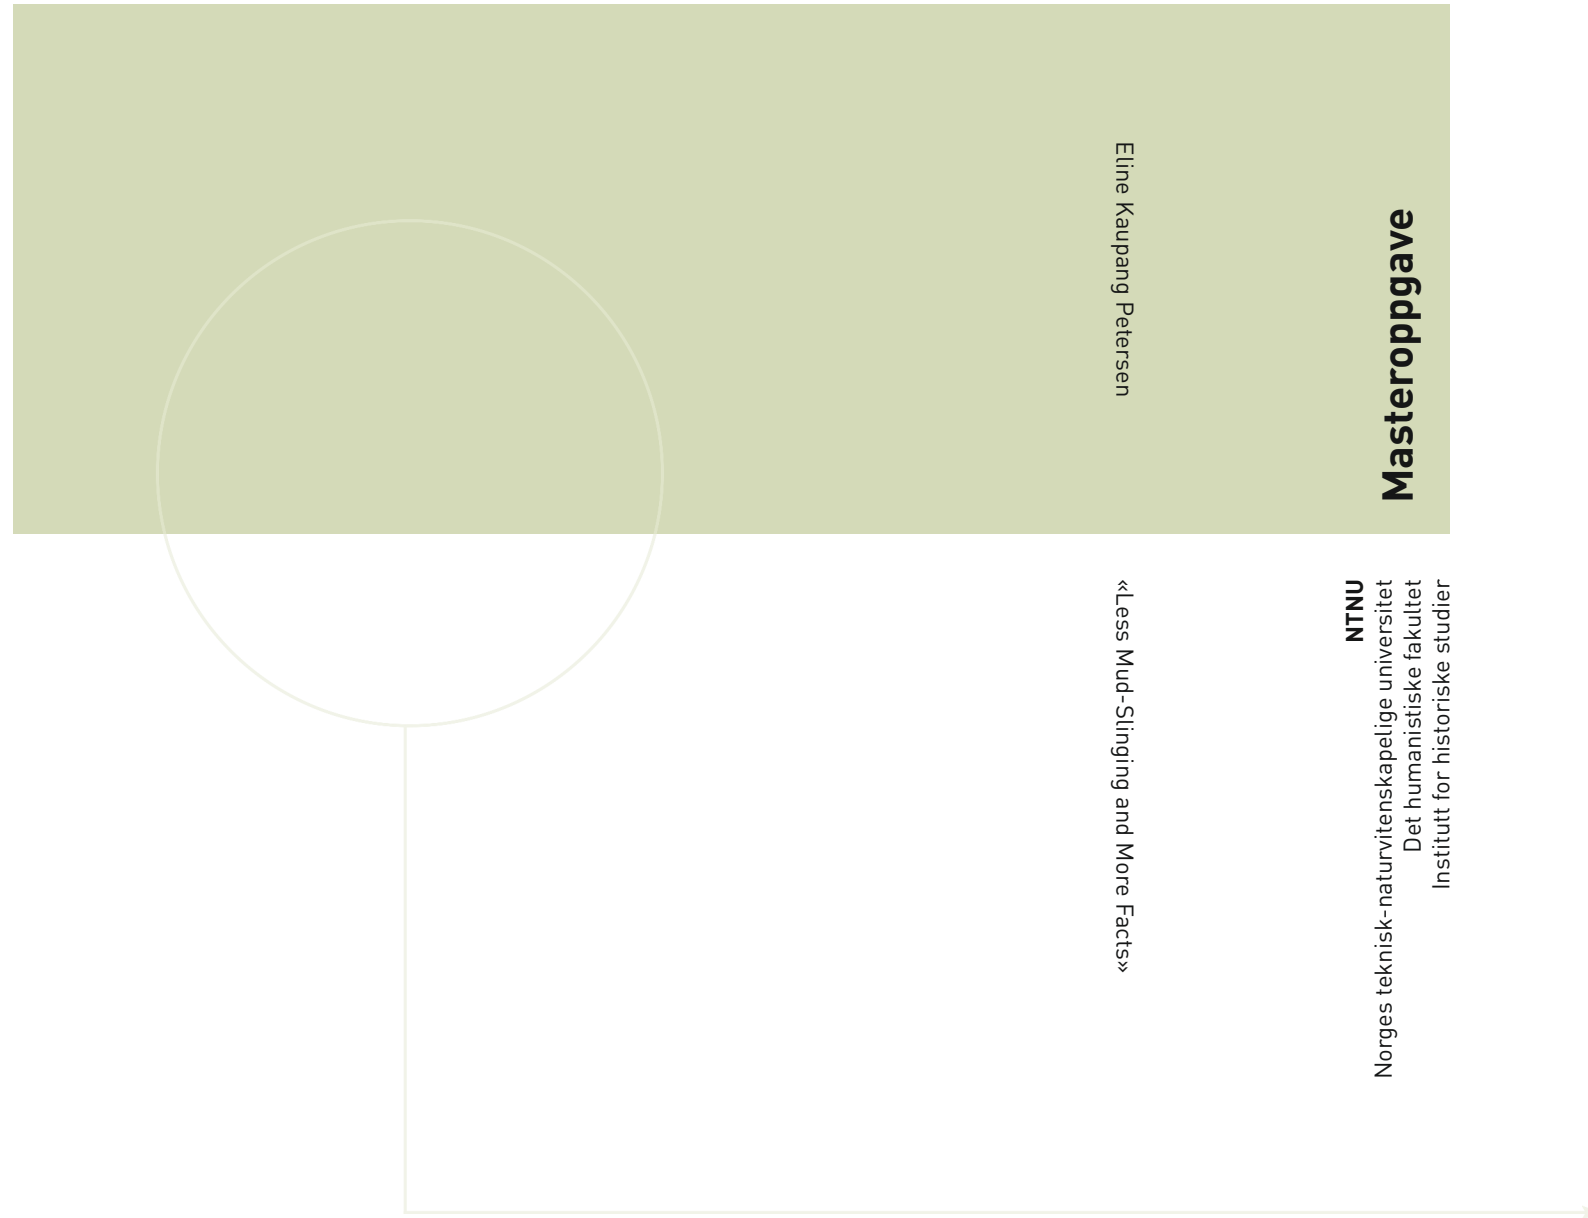 Eline Kaupang Petersen
«Less Mud-Slinging and More Facts»
Masteroppgave
NTNU
Norges teknisk-naturvitenskapelige universitet
Det humanistiske fakultet
Institutt for historiske studier